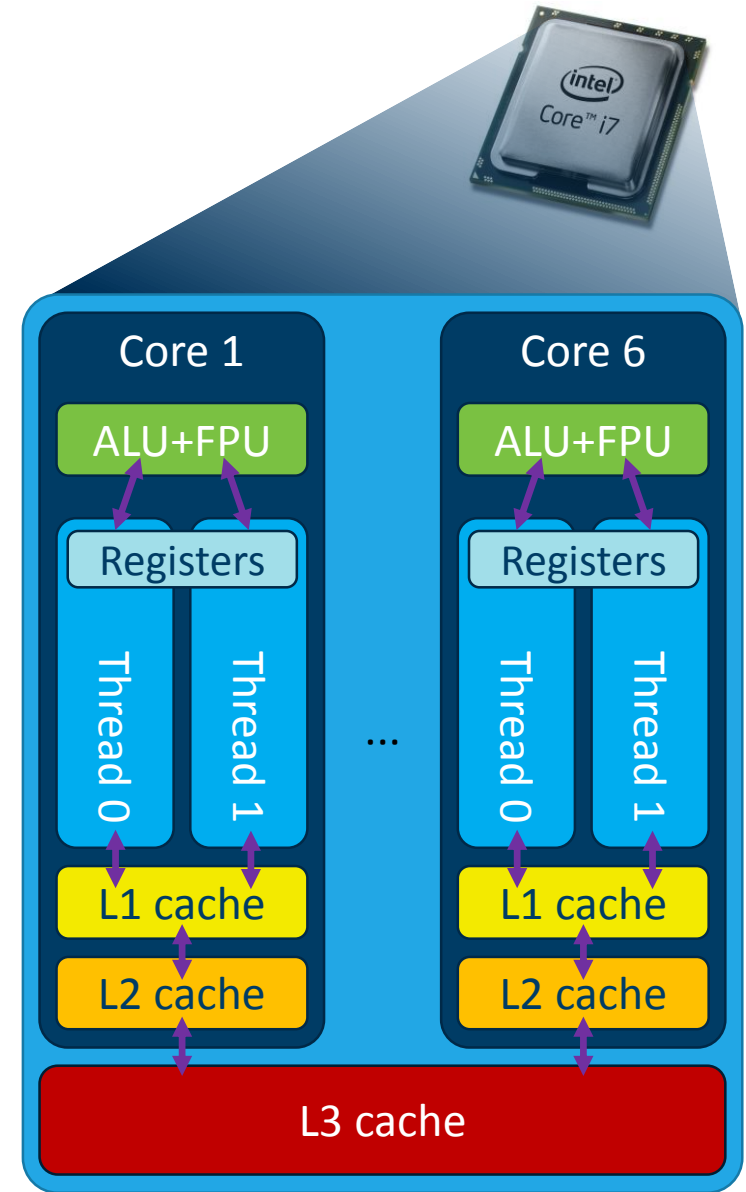 intel
Core™ i7
Core 1
ALU+FPU
Registers
Thread 0
Thread 1
L1 cache
L2 cache
...
Core 6
ALU+FPU
Registers
Thread 0
Thread 1
L1 cache
L2 cache
L3 cache